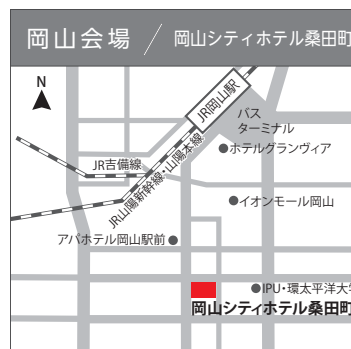 岡山会場 ／ 岡山シティホテル桑田町
N
JR岡山駅
バス
ターミナル
ホテルグランヴィア
JR吉備線
JR山陽新幹線・山陽本線
イオンモール岡山
アパホテル岡山駅前
IPU・環太平洋大学
岡山シティホテル桑田町